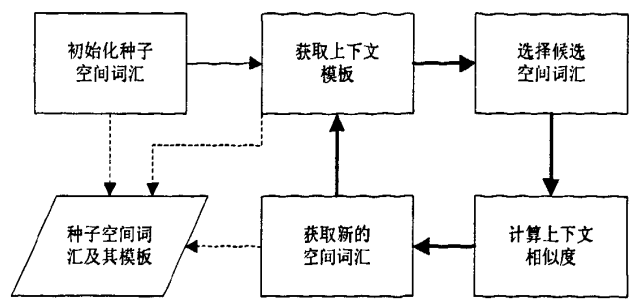 初始化种子
空间词汇
获取上下文
模板
选择候选
空间词汇
种子空间词
汇及其模板
获取新的
空间词汇
计算上下文
相似度